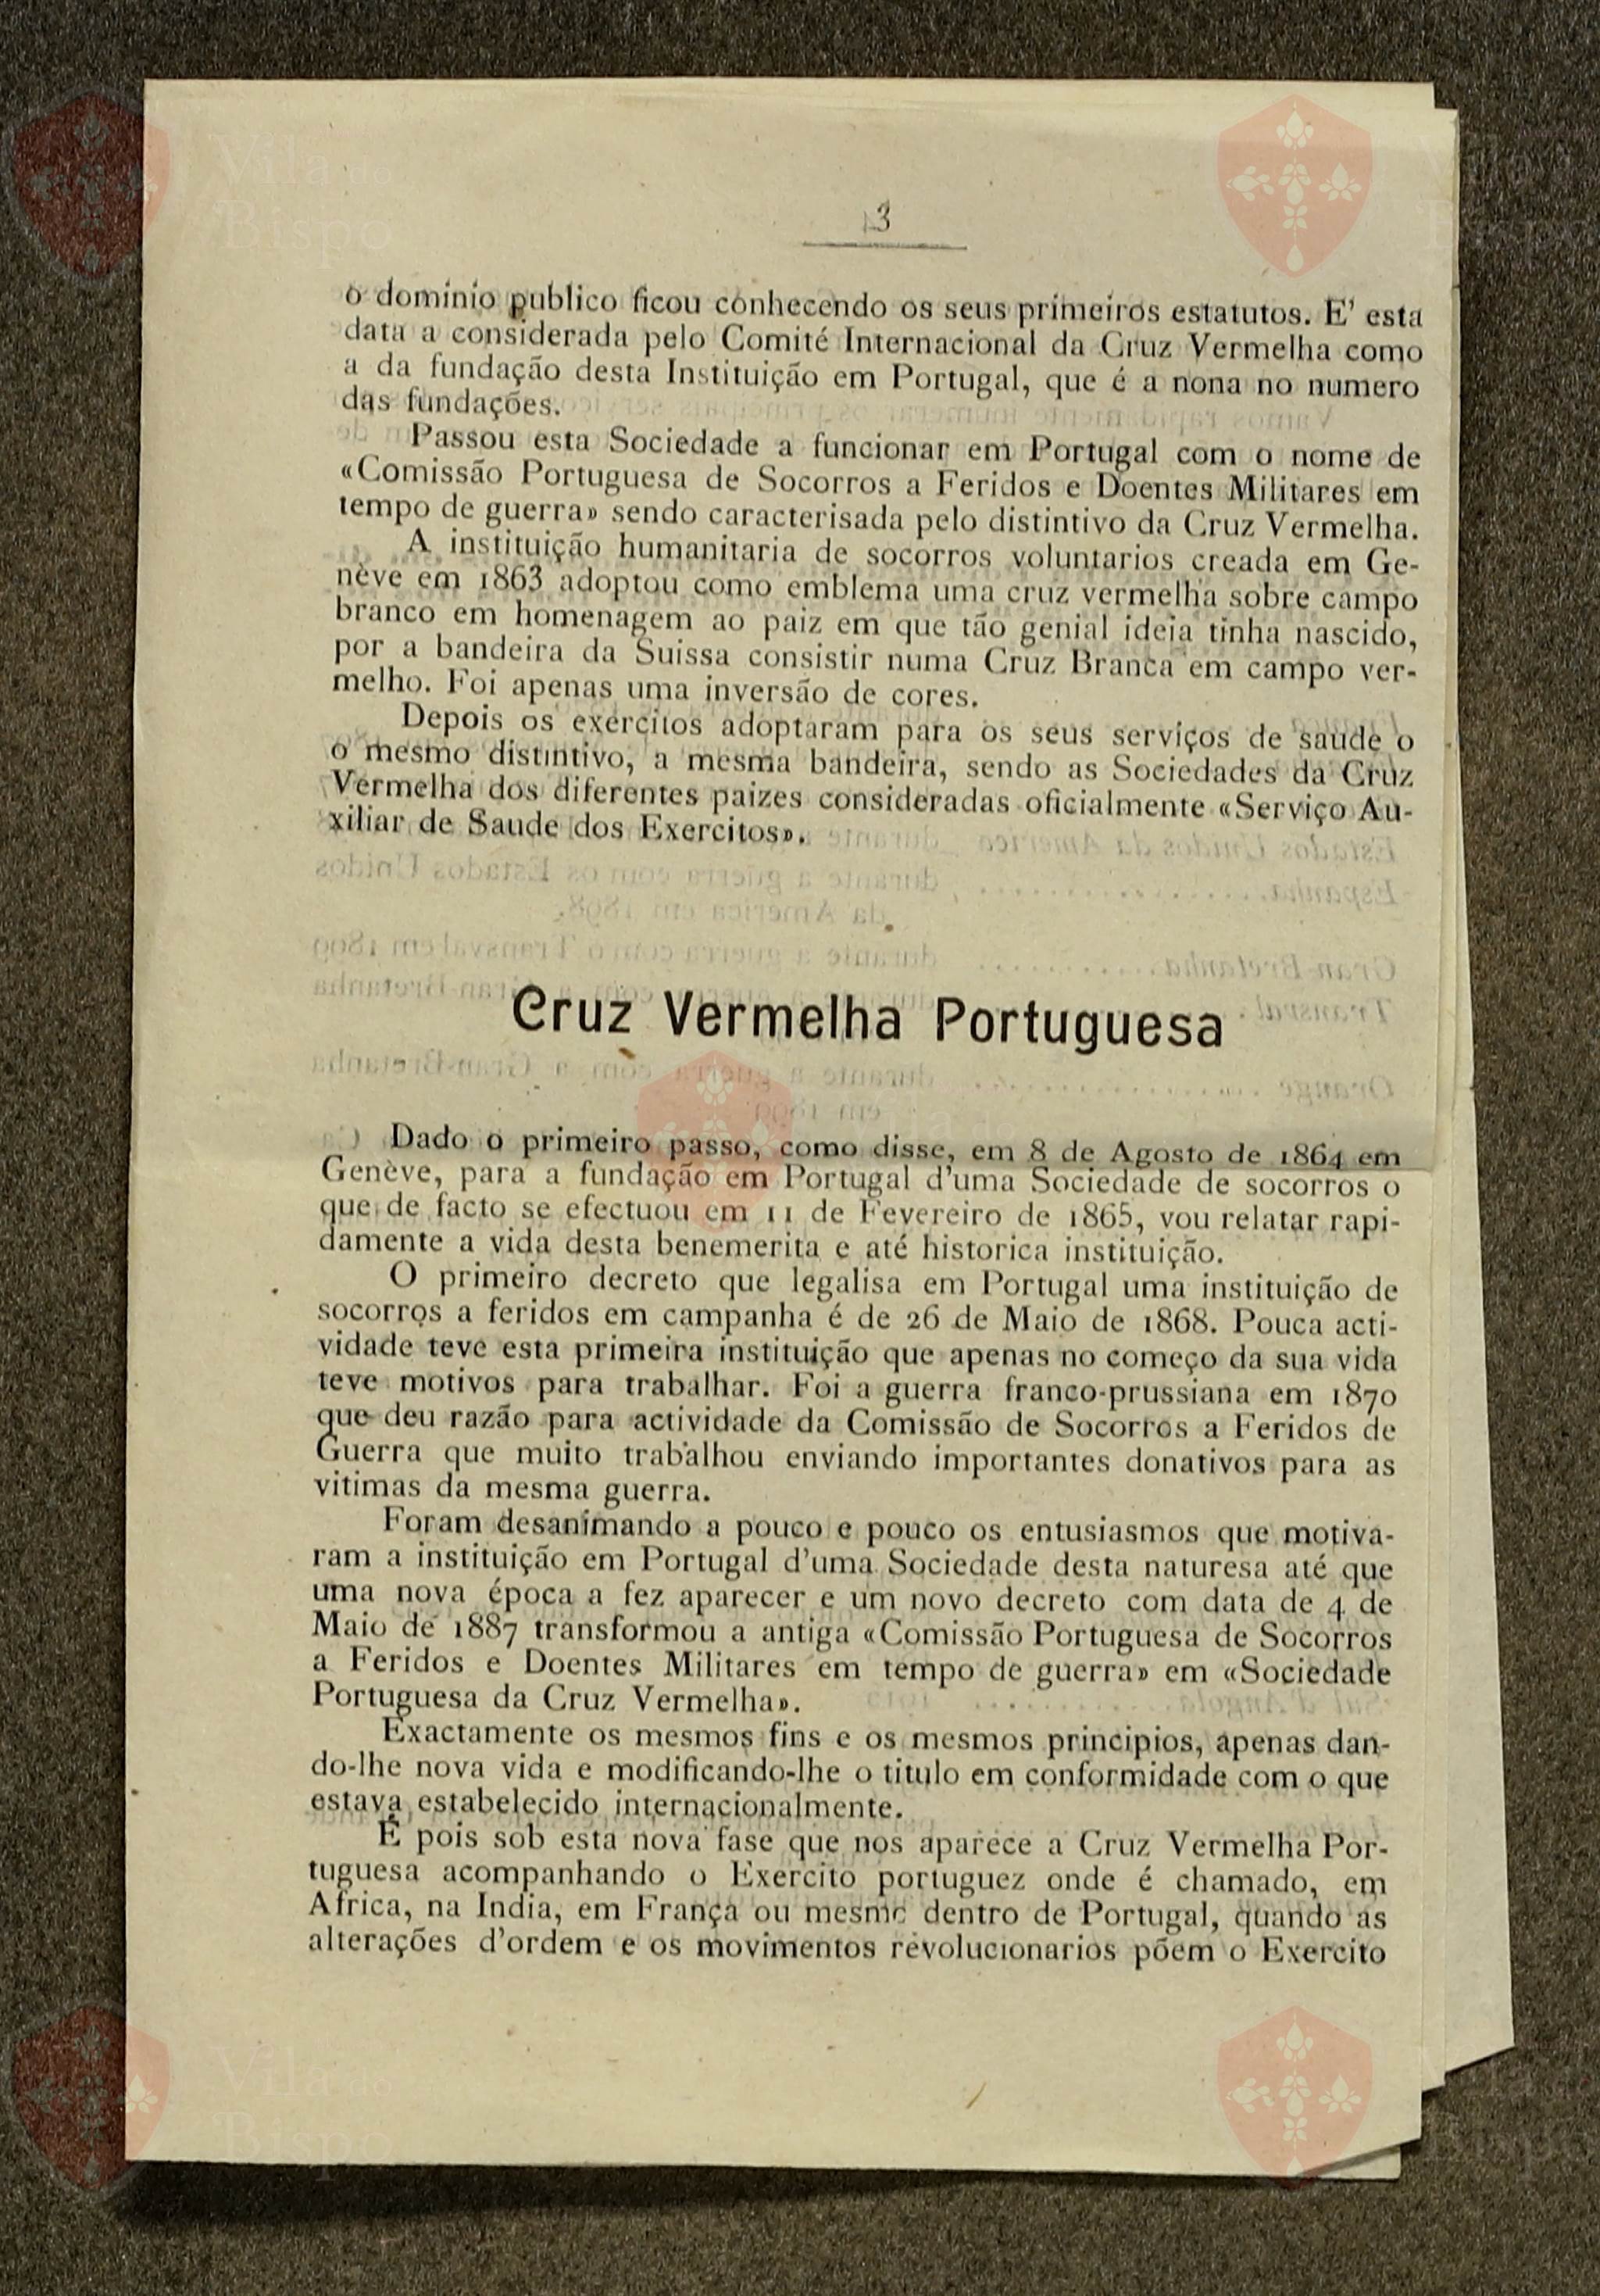 3
o dominio publico ficou conhecendo os seus primeiros estatutos. E' esta
data a considerada pelo Comité Internacional da Cruz Vermelha como
a da fundação desta Instituição em Portugal, que é a nona no numero
das fundações.
Passou esta Sociedade a funcionar em Portugal com o nome de
«Comissão Portuguesa de Socorros a Feridos e Doentes Militares em
tempo de guerra» sendo caracterisada pelo distintivo da Cruz Vermelha.
A instituição humanitaria de socorros voluntarios creada em Ge-
nève em 1863 adoptou como emblema uma cruz vermelha sobre campo
branco em homenagem ao paiz em que tão genial ideia tinha nascido,
por a bandeira da Suissa consistir numa Cruz Branca em campo ver-
melho. Foi apenas uma inversão de cores.
Depois os exercitos adoptaram para os seus serviços de saude o
o mesmo distintivo, a mesma bandeira, sendo as Sociedades da Cruz
Vermelha dos diferentes paizes consideradas oficialmente «Serviço Au-
xiliar de Saude dos Exercitos».
Cruz Vermelha Portuguesa
Dado o primeiro passo, como disse, em 8 de Agosto de 1864 em
Genève, para a fundação em Portugal d'uma Sociedade de socorros o
que de facto se efectuou em 11 de Fevereiro de 1865, vou relatar rapi-
damente a vida desta benemerita e até historica instituição.
O primeiro decreto que legalisa em Portugal uma instituição de
socorros a feridos em campanha é de 26 de Maio de 1868. Pouca acti-
vidade teve esta primeira instituição que apenas no começo da sua vida
teve motivos para trabalhar. Foi a guerra franco-prussiana em 1870
que deu razão para actividade da Comissão de Socorros a Feridos de
Guerra que muito trabalhou enviando importantes donativos para as
vitimas da mesma guerra.
Foram desanimando a pouco e pouco os entusiasmos que motiva-
ram a instituição em Portugal d'uma Sociedade desta naturesa até que
uma nova época a fez aparecer e um novo decreto com data de 4 de
Maio de 1887 transformou a antiga «Comissão Portuguesa de Socorros
a Feridos e Doentes Militares em tempo de guerra» em «Sociedade
Portuguesa da Cruz Vermelha».
Exactamente os mesmos fins e os mesmos principios, apenas dan-
do-lhe nova vida e modificando-lhe o titulo em conformidade com o que
estava estabelecido internacionalmente.
É pois sob esta nova fase que nos aparece a Cruz Vermelha Por-
tuguesa acompanhando o Exercito portuguez onde é chamado, em
Africa, na India, em França ou mesmo dentro de Portugal, quando as
alterações d'ordem e os movimentos revolucionarios põem o Exercito
Vila do
Bispo
Vila do
Bispo